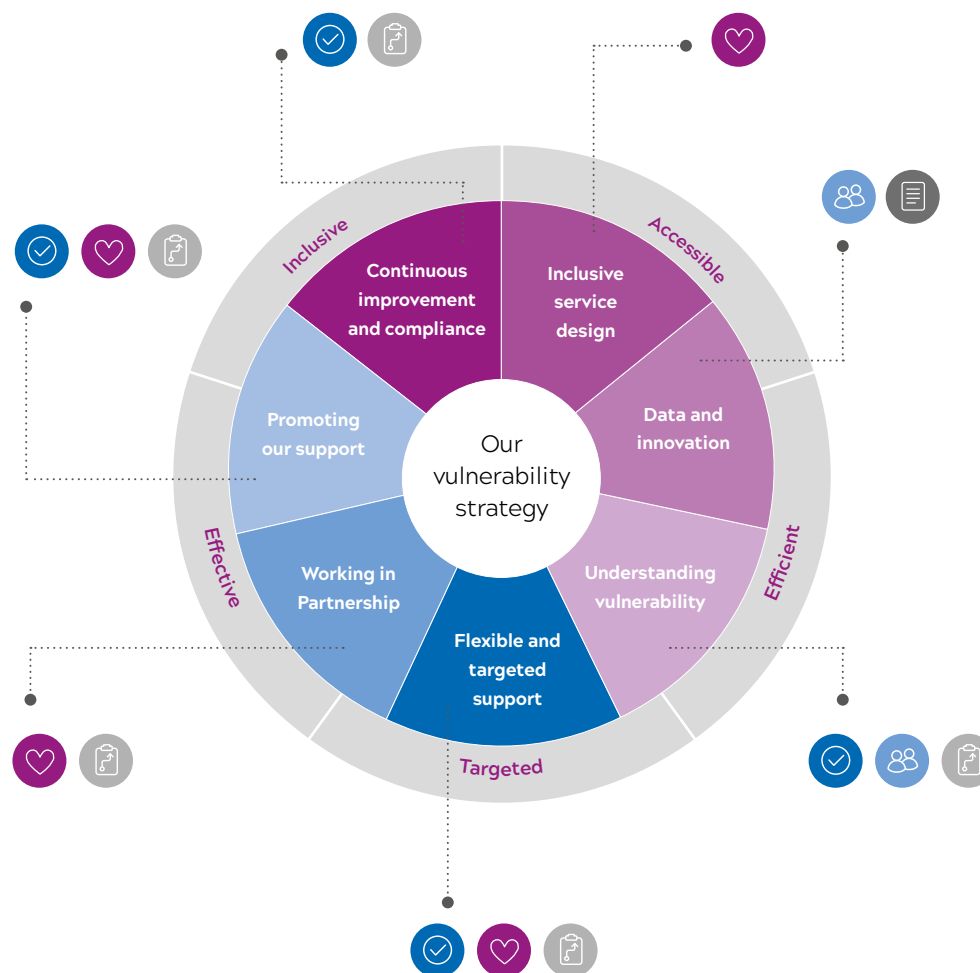 Inclusive
Accessible
Continuous
improvement
and compliance
Inclusive
service
design
Promoting
our support
Data and
innovation
Our
vulnerability
strategy
Effective
Efficient
Working in
Partnership
Understanding
vulnerability
Flexible and
targeted
support
Targeted